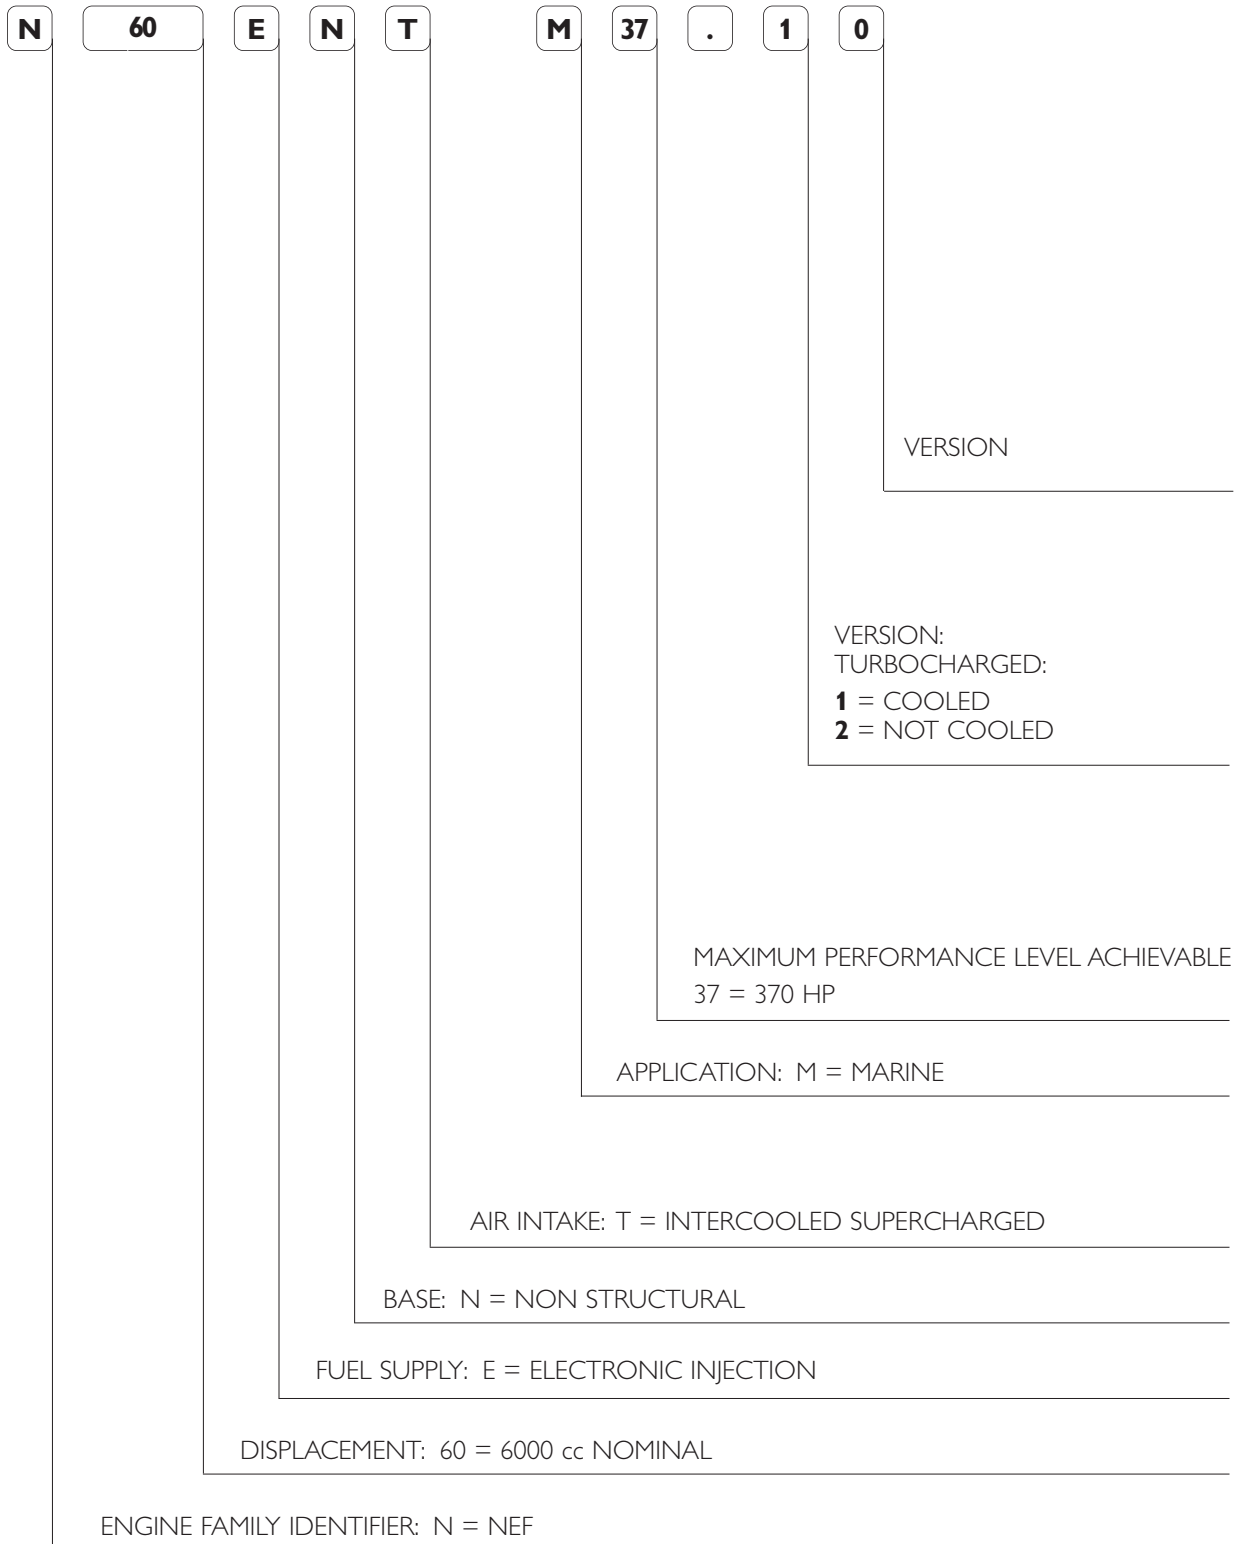 N 60 E N T M 37 . 1 0
VERSION
VERSION:
TURBOCHARGED:
1 = COOLED
2 = NOT COOLED
MAXIMUM PERFORMANCE LEVEL ACHIEVABLE
37 = 370 HP
APPLICATION: M = MARINE
AIR INTAKE: T = INTERCOOLED SUPERCHARGED
BASE: N = NON STRUCTURAL
FUEL SUPPLY: E = ELECTRONIC INJECTION
DISPLACEMENT: 60 = 6000 cc NOMINAL
ENGINE FAMILY IDENTIFIER: N = NEF